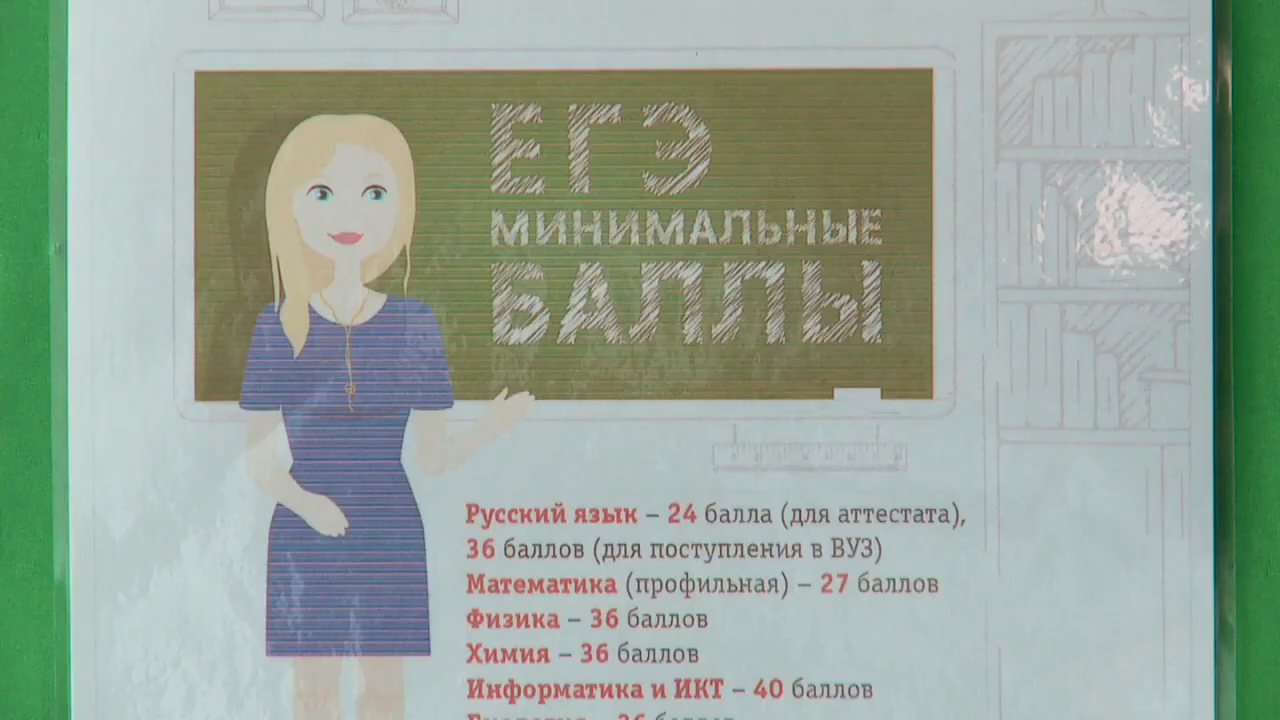 ЕГЭ
МИНИМАЛЬНЫЕ
БАЛЛЫ
Русский язык – 24 балла (для аттестата),
36 баллов (для поступления в ВУЗ)
Математика (профильная) – 27 баллов
Физика – 36 баллов
Химия – 36 баллов
Информатика и ИКТ – 40 баллов